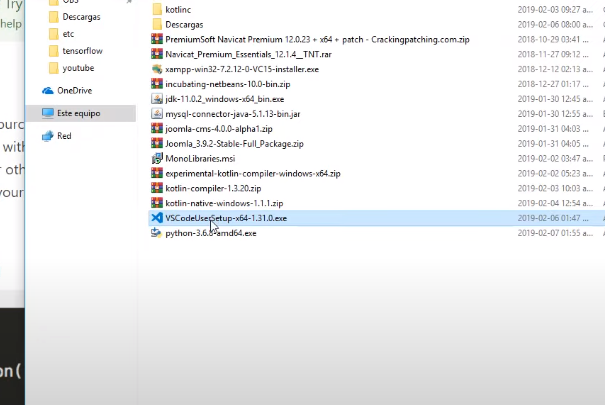 Try
help
OBS
Descargas
etc
tensorflow
youtube
OneDrive
Este equipo
Red
ourc
with
r oth
your
on(
kotlinc 2019-02-03 09:27 a...
Descargas 2019-02-06 08:00 a...
PremiumSoft Navicat Premium 12.0.23 + x64 + patch - Crackingpatching.com.zip 2018-10-29 03:41 ...
Navicat_Premium_Essentials_12.1.4__TNT.rar 2018-11-27 09:12 ...
xampp-win32-7.2.12-0-VC15-installer.exe 2018-12-12 02:13 a...
incubating-netbeans-10.0-bin.zip 2018-12-27 01:17 ...
jdk-11.0.2_windows-x64_bin.exe 2019-01-30 12:45 ...
mysql-connector-java-5.1.13-bin.jar 2019-01-30 12:55 a...
joomla-cms-4.0.0-alpha1.zip 2019-01-31 04:03 ...
Joomla_3.9.2-Stable-Full_Package.zip 2019-01-31 04:05 ...
MonoLibraries.msi 2019-02-02 03:47 a...
experimental-kotlin-compiler-windows-x64.zip 2019-02-02 05:23 a...
kotlin-compiler-1.3.20.zip 2019-02-03 10:03 a...
kotlin-native-windows-1.1.1.zip 2019-02-04 12:54 a...
VSCodeUserSetup-x64-1.31.0.exe 2019-02-06 01:47 ...
python-3.6.8-amd64.exe 2019-02-07 01:55 a...